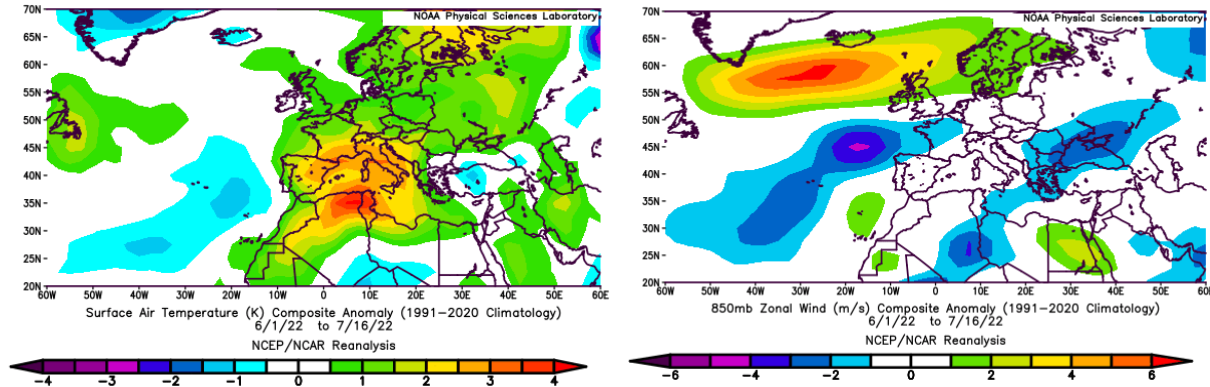 NOAA Physical Sciences Laboratory
70N
65N
60N
55N
50N
45N
40N
35N
30N
25N
20N
60W 50W 40W 30W 20W 10W 0 10E 20E 30E 40E 50E 60E
Surface Air Temperature (K) Composite Anomaly (1991-2020 Climatology)
6/1/22 to 7/16/22
NCEP/NCAR Reanalysis
-4 -3 -2 -1 0 1 2 3 4
NOAA Physical Sciences Laboratory
70N
65N
60N
55N
50N
45N
40N
35N
30N
25N
20N
60W 50W 40W 30W 20W 10W 0 10E 20E 30E 40E 50E 60E
850mb Zonal Wind (m/s) Composite Anomaly (1991-2020 Climatology)
6/1/22 to 7/16/22
NCEP/NCAR Reanalysis
-6 -4 -2 0 2 4 6